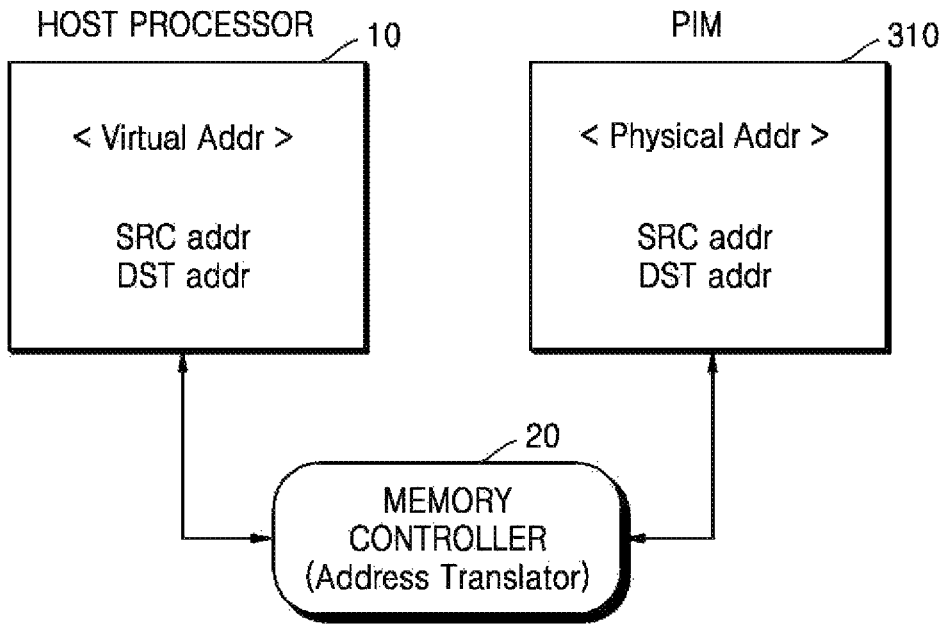 HOST PROCESSOR
10
< Virtual Addr >
SRC addr
DST addr
PIM
310
< Physical Addr >
SRC addr
DST addr
20
MEMORY
CONTROLLER
(Address Translator)